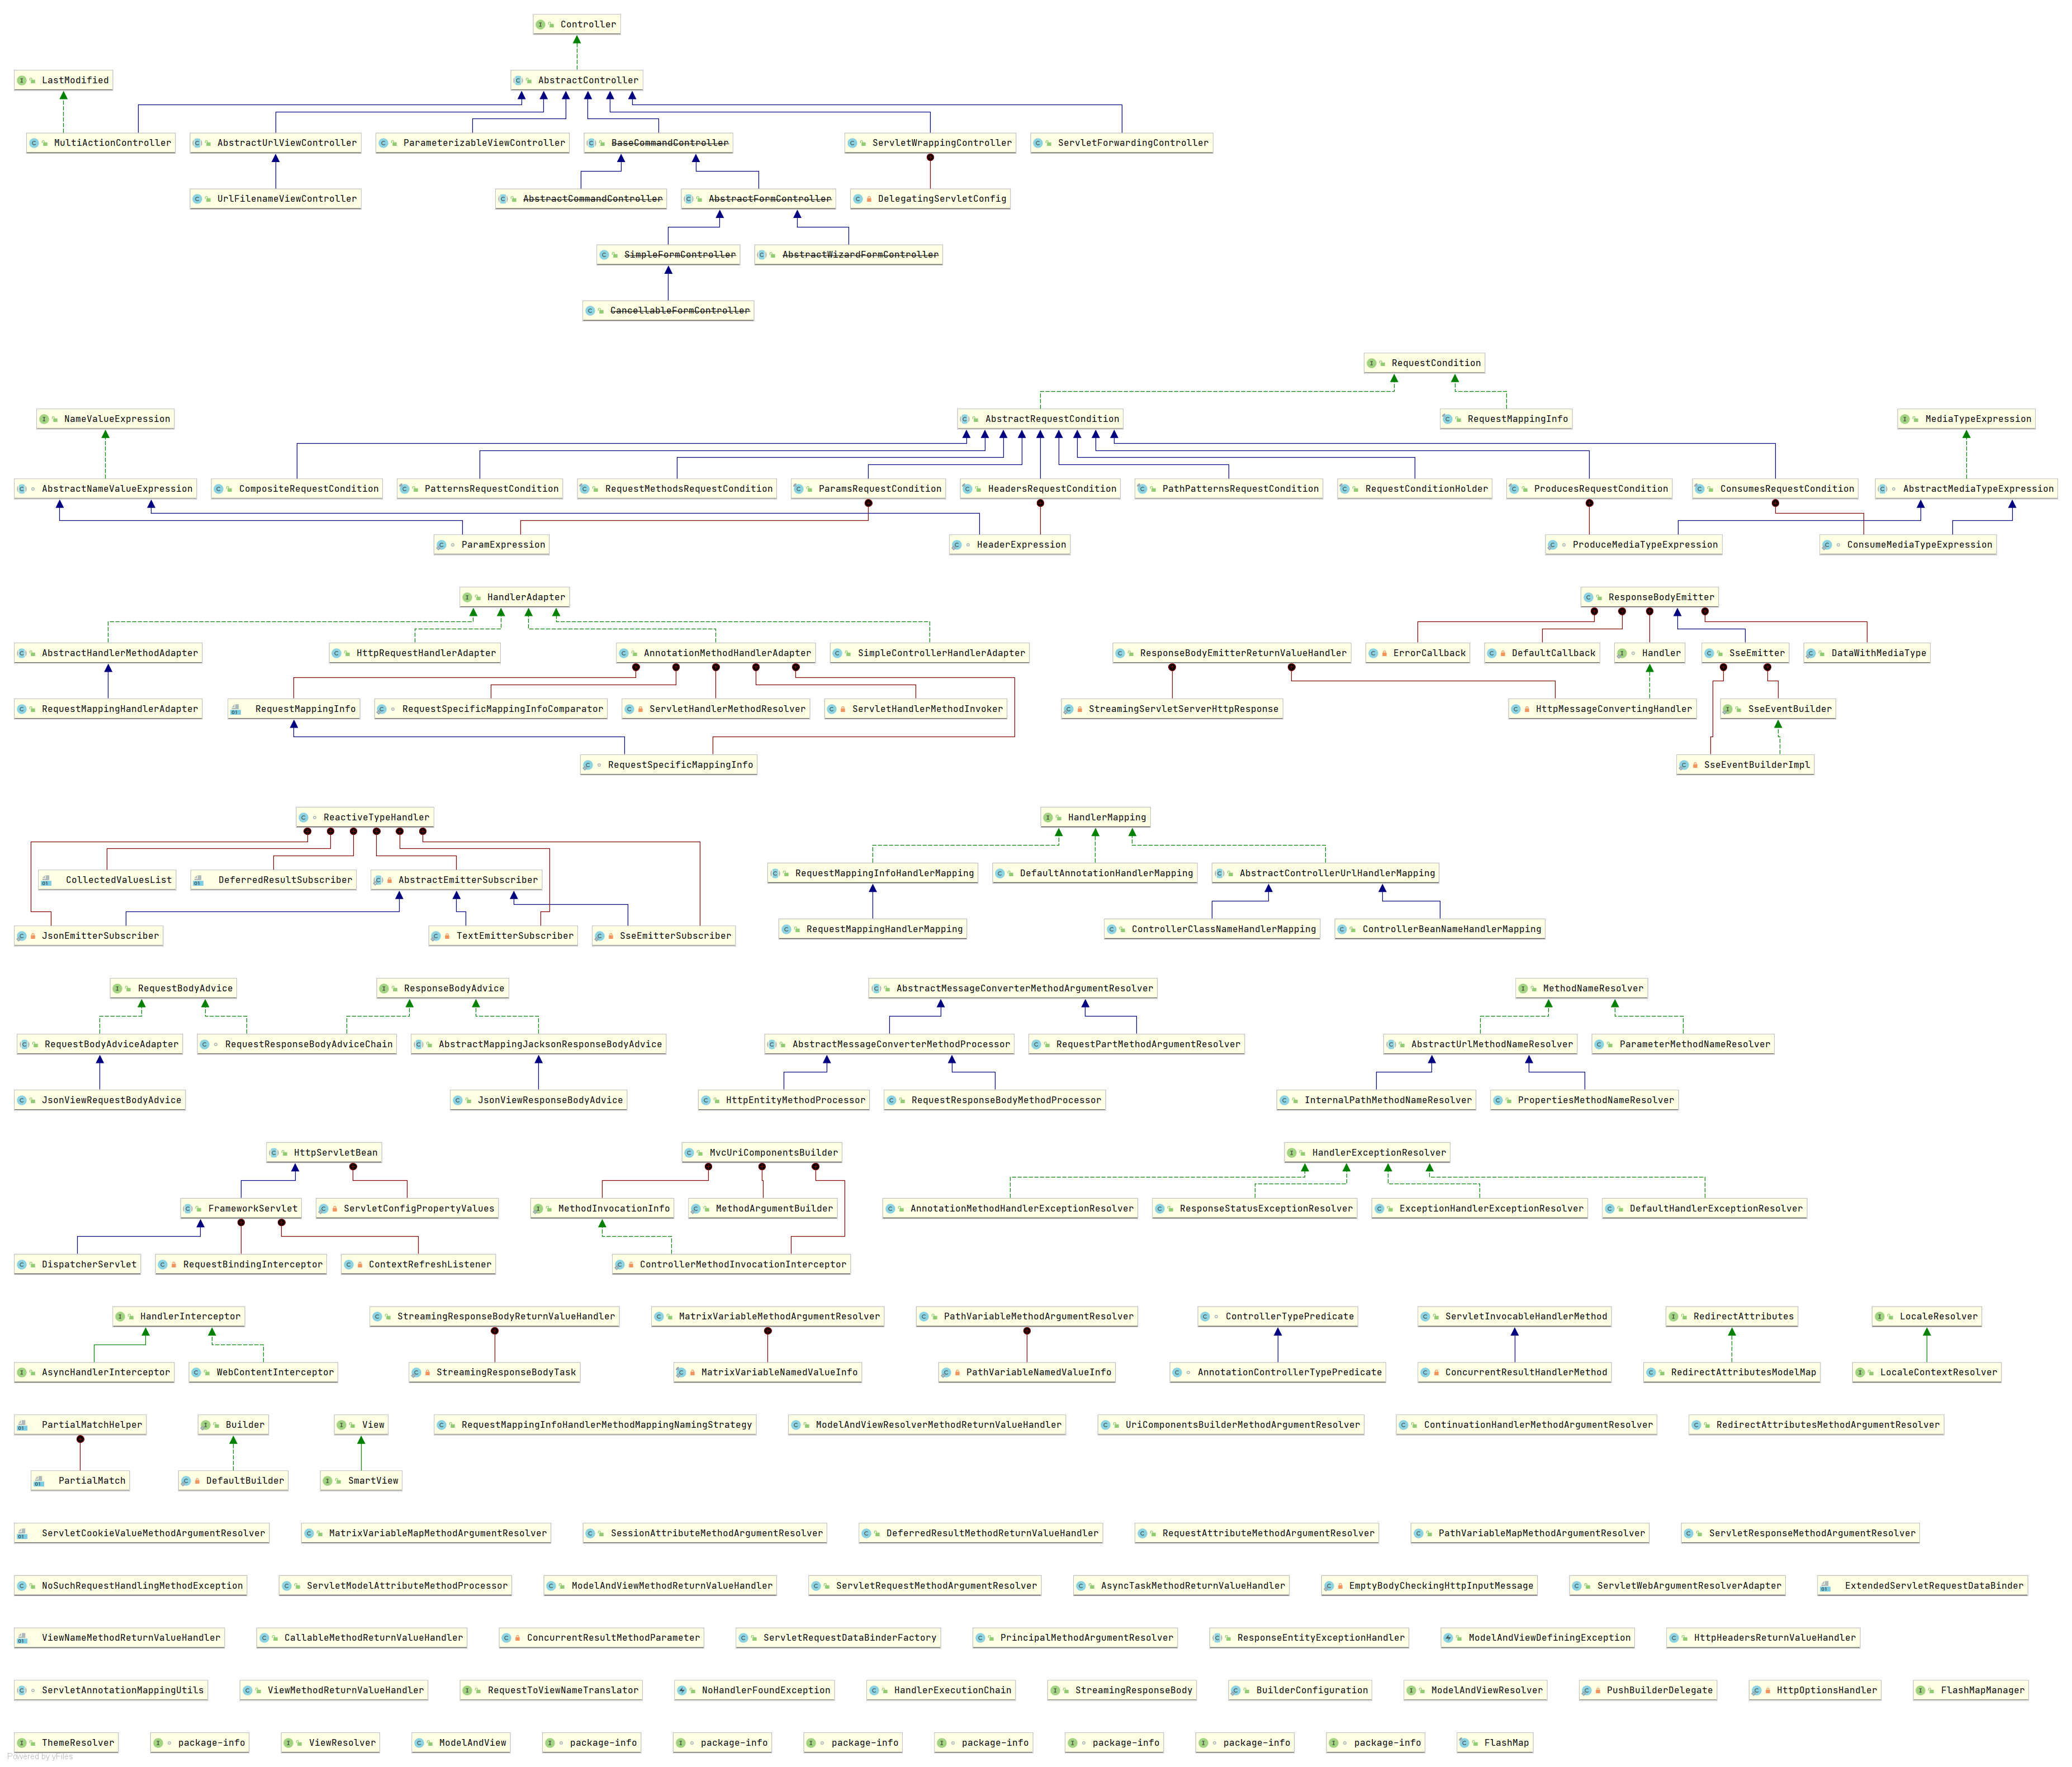 Controller
LastModified
AbstractController
MultiActionController
AbstractUrlViewController
ParameterizableViewController
BaseCommandController
ServletWrappingController
ServletForwardingController
UrlFilenameViewController
AbstractCommandController
AbstractFormController
DelegatingServletConfig
SimpleFormController
AbstractWizardFormController
CancellableFormController
RequestCondition
NameValueExpression
AbstractRequestCondition
RequestMappingInfo
MediaTypeExpression
AbstractNameValueExpression
CompositeRequestCondition
PatternsRequestCondition
RequestMethodsRequestCondition
ParamsRequestCondition
HeadersRequestCondition
PathPatternsRequestCondition
RequestConditionHolder
ProducesRequestCondition
ConsumesRequestCondition
AbstractMediaTypeExpression
ParamExpression
HeaderExpression
ProduceMediaTypeExpression
ConsumeMediaTypeExpression
HandlerAdapter
ResponseBodyEmitter
AbstractHandlerMethodAdapter
HttpRequestHandlerAdapter
AnnotationMethodHandlerAdapter
SimpleControllerHandlerAdapter
ResponseBodyEmitterReturnValueHandler
ErrorCallback
DefaultCallback
Handler
SseEmitter
DataWithMediaType
RequestMappingHandlerAdapter
RequestMappingInfo
RequestSpecificMappingInfoComparator
ServletHandlerMethodResolver
ServletHandlerMethodInvoker
StreamingServletServerHttpResponse
HttpMessageConvertingHandler
SseEventBuilder
RequestSpecificMappingInfo
SseEventBuilderImpl
ReactiveTypeHandler
HandlerMapping
CollectedValuesList
DeferredResultSubscriber
AbstractEmitterSubscriber
RequestMappingInfoHandlerMapping
DefaultAnnotationHandlerMapping
AbstractControllerUrlHandlerMapping
JsonEmitterSubscriber
TextEmitterSubscriber
SseEmitterSubscriber
RequestMappingHandlerMapping
ControllerClassNameHandlerMapping
ControllerBeanNameHandlerMapping
RequestBodyAdvice
ResponseBodyAdvice
AbstractMessageConverterMethodArgumentResolver
MethodNameResolver
RequestBodyAdviceAdapter
RequestResponseBodyAdviceChain
AbstractMappingJacksonResponseBodyAdvice
AbstractMessageConverterMethodProcessor
RequestPartMethodArgumentResolver
AbstractUrlMethodNameResolver
ParameterMethodNameResolver
JsonViewRequestBodyAdvice
JsonViewResponseBodyAdvice
HttpEntityMethodProcessor
RequestResponseBodyMethodProcessor
InternalPathMethodNameResolver
PropertiesMethodNameResolver
HttpServletBean
MvcUriComponentsBuilder
HandlerExceptionResolver
FrameworkServlet
ServletConfigPropertyValues
MethodInvocationInfo
MethodArgumentBuilder
AnnotationMethodHandlerExceptionResolver
ResponseStatusExceptionResolver
ExceptionHandlerExceptionResolver
DefaultHandlerExceptionResolver
DispatcherServlet
RequestBindingInterceptor
ContextRefreshListener
ControllerMethodInvocationInterceptor
HandlerInterceptor
StreamingResponseBodyReturnValueHandler
MatrixVariableMethodArgumentResolver
PathVariableMethodArgumentResolver
ControllerTypePredicate
ServletInvocableHandlerMethod
RedirectAttributes
LocaleResolver
AsyncHandlerInterceptor
WebContentInterceptor
StreamingResponseBodyTask
MatrixVariableNamedValueInfo
PathVariableNamedValueInfo
AnnotationControllerTypePredicate
ConcurrentResultHandlerMethod
RedirectAttributesModelMap
LocaleContextResolver
PartialMatchHelper
Builder
View
RequestMappingInfoHandlerMethodMappingNamingStrategy
ModelAndViewResolverMethodReturnValueHandler
UriComponentsBuilderMethodArgumentResolver
ContinuationHandlerMethodArgumentResolver
RedirectAttributesMethodArgumentResolver
PartialMatch
DefaultBuilder
SmartView
ServletCookieValueMethodArgumentResolver
MatrixVariableMapMethodArgumentResolver
SessionAttributeMethodArgumentResolver
DeferredResultMethodReturnValueHandler
RequestAttributeMethodArgumentResolver
PathVariableMapMethodArgumentResolver
ServletResponseMethodArgumentResolver
NoSuchRequestHandlingMethodException
ServletModelAttributeMethodProcessor
ModelAndViewMethodReturnValueHandler
ServletRequestMethodArgumentResolver
AsyncTaskMethodReturnValueHandler
EmptyBodyCheckingHttpInputMessage
ServletWebArgumentResolverAdapter
ExtendedServletRequestDataBinder
ViewNameMethodReturnValueHandler
CallableMethodReturnValueHandler
ConcurrentResultMethodParameter
ServletRequestDataBinderFactory
PrincipalMethodArgumentResolver
ResponseEntityExceptionHandler
ModelAndViewDefiningException
HttpHeadersReturnValueHandler
ServletAnnotationMappingUtils
ViewMethodReturnValueHandler
RequestToViewNameTranslator
NoHandlerFoundException
HandlerExecutionChain
StreamingResponseBody
BuilderConfiguration
ModelAndViewResolver
PushBuilderDelegate
HttpOptionsHandler
FlashMapManager
ThemeResolver
package-info
ViewResolver
ModelAndView
package-info
package-info
package-info
package-info
package-info
package-info
package-info
FlashMap
Powered by yFiles